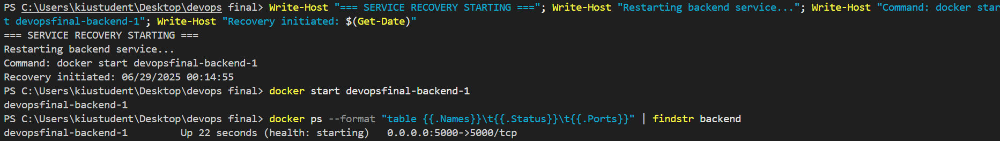 PS C:\Users\kiustudent\Desktop\devops final> Write-Host "=== SERVICE RECOVERY STARTING ==="; Write-Host "Restarting backend service..."; Write-Host "Command: docker star
t devopsfinal-backend-1"; Write-Host "Recovery initiated: $(Get-Date)"
=== SERVICE RECOVERY STARTING ===
Restarting backend service...
Command: docker start devopsfinal-backend-1
Recovery initiated: 06/29/2025 00:14:55
PS C:\Users\kiustudent\Desktop\devops final> docker start devopsfinal-backend-1
devopsfinal-backend-1
PS C:\Users\kiustudent\Desktop\devops final> docker ps --format "table {{.Names}}\t{{.Status}}\t{{.Ports}}" | findstr backend
devopsfinal-backend-1         Up 22 seconds (health: starting)   0.0.0.0:5000->5000/tcp